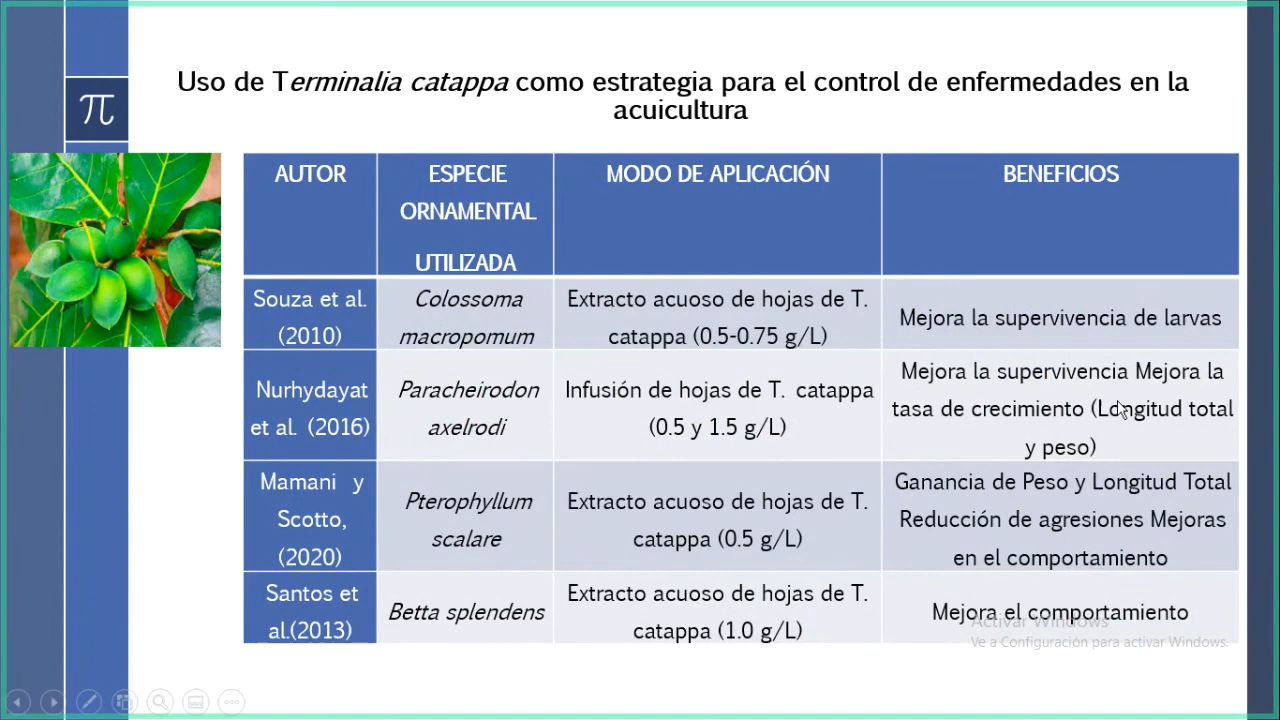 Uso de Terminalia catappa como estrategia para el control de enfermedades en la
acuicultura
π
AUTOR
ESPECIE
ORNAMENTAL
UTILIZADA
MODO DE APLICACIÓN
BENEFICIOS
Souza et al.
(2010)
Colossoma
macropomum
Extracto acuoso de hojas de T.
catappa (0.5-0.75 g/L)
Mejora la supervivencia de larvas
Nurhydayat
et al. (2016)
Paracheirodon
axelrodi
Infusión de hojas de T. catappa
(0.5 y 1.5 g/L)
Mejora la supervivencia Mejora la
tasa de crecimiento (Longitud total
y peso)
Mamani y
Scotto,
(2020)
Pterophyllum
scalare
Extracto acuoso de hojas de T.
catappa (0.5 g/L)
Ganancia de Peso y Longitud Total
Reducción de agresiones Mejoras
en el comportamiento
Santos et
al.(2013)
Betta splendens
Extracto acuoso de hojas de T.
catappa (1.0 g/L)
Mejora el comportamiento
Activar Windows
Ve a Configuración para activar Windows.